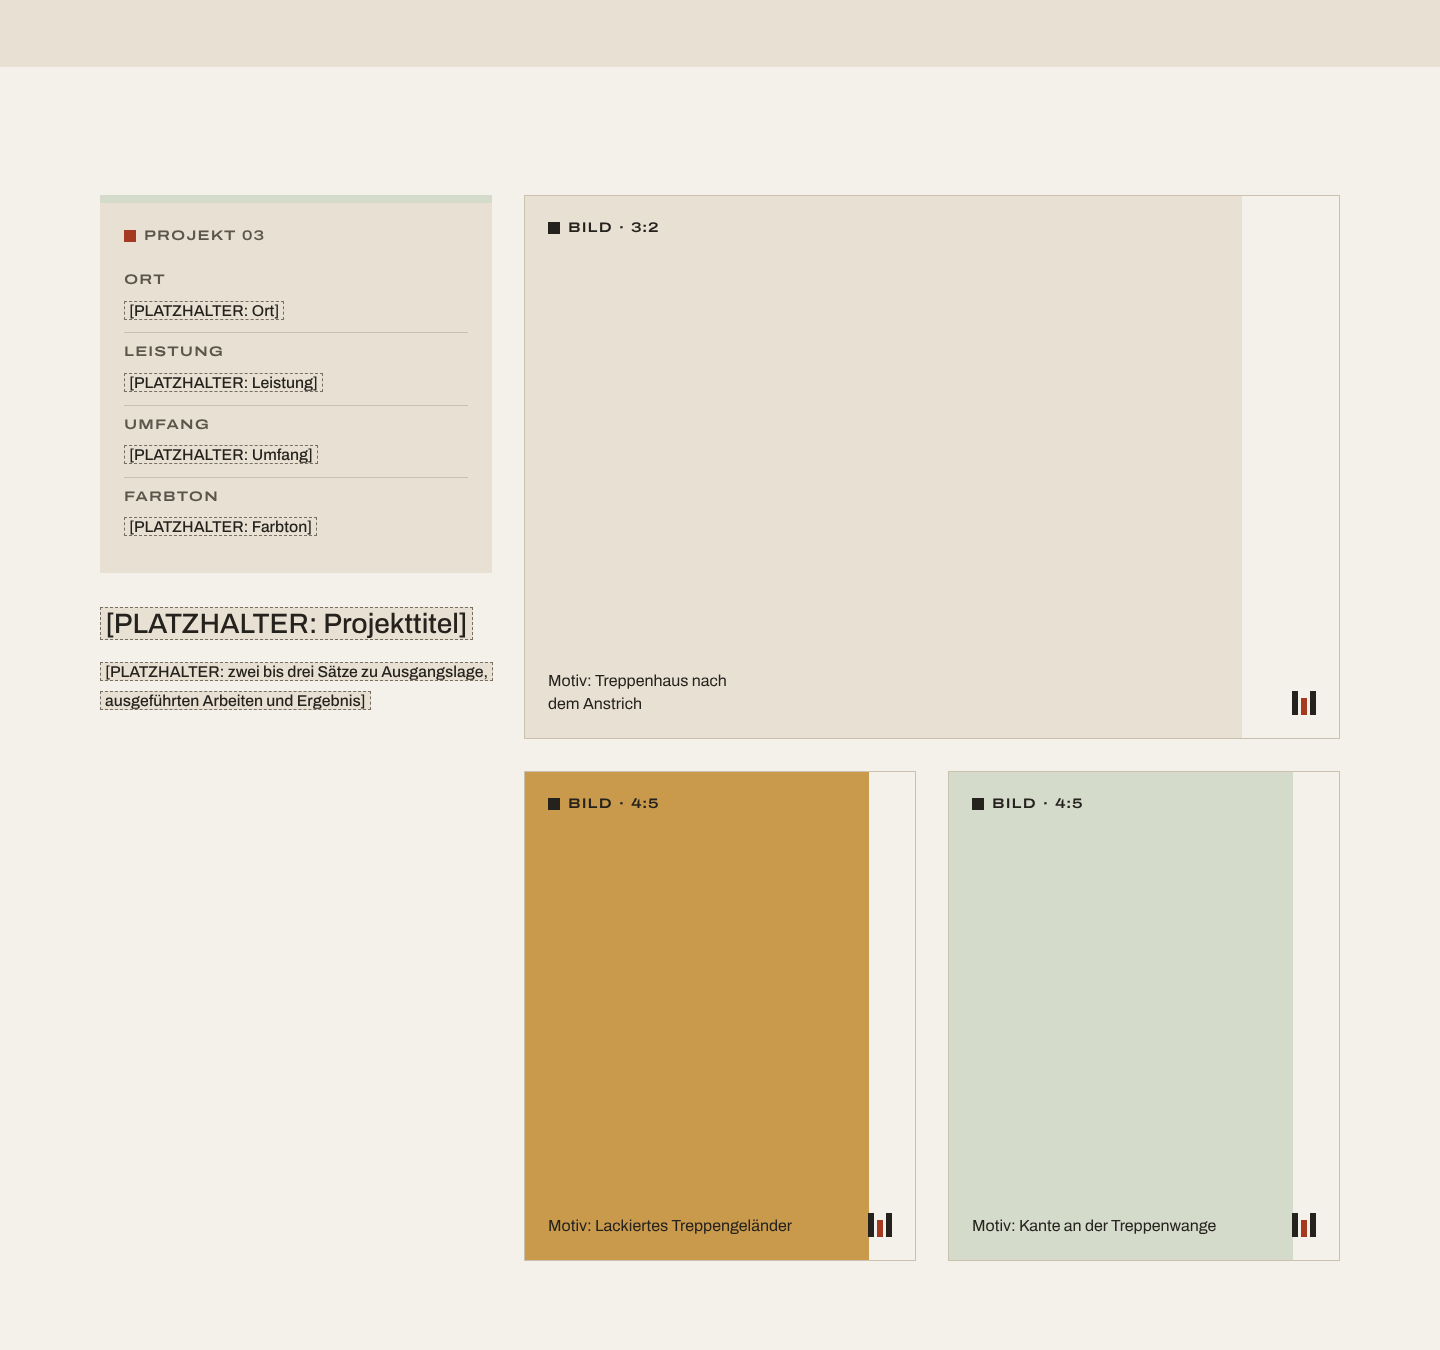 PROJEKT 03
ORT
[PLATZHALTER: Ort]
LEISTUNG
[PLATZHALTER: Leistung]
UMFANG
[PLATZHALTER: Umfang]
FARBTON
[PLATZHALTER: Farbton]
[PLATZHALTER: Projekttitel]
[PLATZHALTER: zwei bis drei Sätze zu Ausgangslage,
ausgeführten Arbeiten und Ergebnis]
BILD · 3:2
Motiv: Treppenhaus nach
dem Anstrich
BILD · 4:5
Motiv: Lackiertes Treppengeländer
BILD · 4:5
Motiv: Kante an der Treppenwange